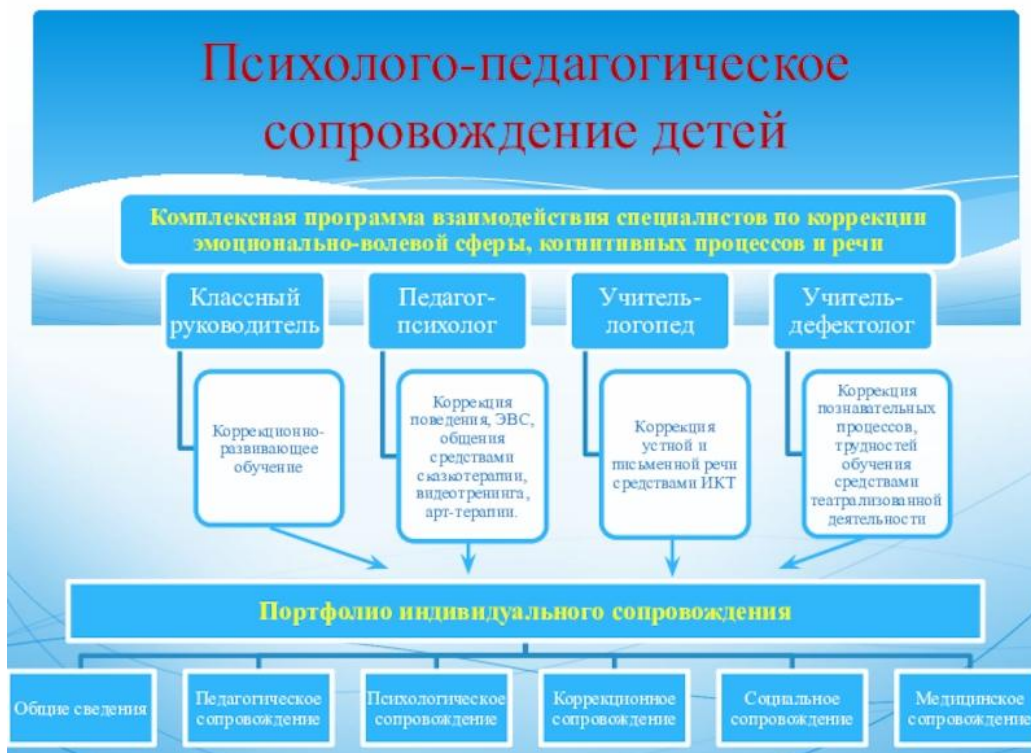 Психолого-педагогическое
сопровождение детей
Комплексная программа взаимодействия специалистов по коррекции
эмоционально-волевой сферы, когнитивных процессов и речи
Классный
руководитель
Педагог-
психолог
Учитель-
логопед
Учитель-
дефектолог
Коррекционно-
развивающее
обучение
Коррекция
поведения, ЭВС,
общения
средствами
сказкотерапии,
видеотренинга,
арт-терапии.
Коррекция
устной и
письменной речи
средствами ИКТ
Коррекция
познавательных
процессов,
трудностей
обучения
средствами
театрализованной
деятельности
Портфолио индивидуального сопровождения
Общие сведения
Педагогическое
сопровождение
Психологическое
сопровождение
Коррекционное
сопровождение
Социальное
сопровождение
Медицинское
сопровождение